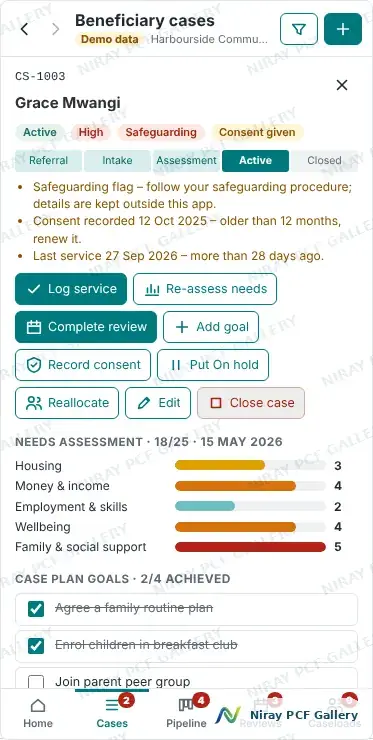 Beneficiary cases
Demo data · Harbourside Commu...
CS-1003
Grace Mwangi
Active High Safeguarding Consent given
Referral Intake Assessment Active Closed
• Safeguarding flag – follow your safeguarding procedure;
details are kept outside this app.
• Consent recorded 12 Oct 2025 – older than 12 months,
renew it.
• Last service 27 Sep 2026 – more than 28 days ago.
Log service Re-assess needs
Complete review Add goal
Record consent Put On hold
Reallocate Edit Close case
NEEDS ASSESSMENT · 18/25 · 15 MAY 2026
Housing 3
Money & income 4
Employment & skills 2
Wellbeing 4
Family & social support 5
CASE PLAN GOALS · 2/4 ACHIEVED
Agree a family routine plan
Enrol children in breakfast club
Join parent peer group
2 4 3
Home Cases Pipeline Reviews Caseloads
Niray PCF Gallery
NIRAY PCF GALLERY